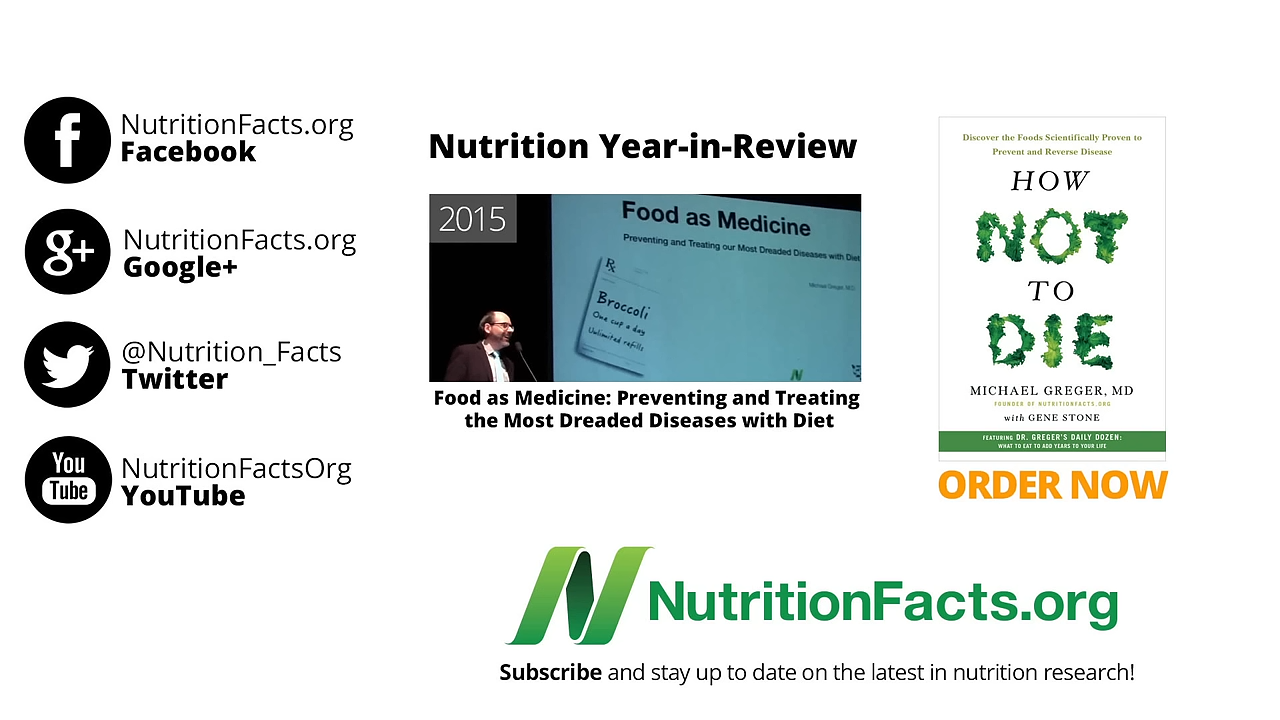 NutritionFacts.org
Facebook
g+
NutritionFacts.org
Google+
@Nutrition_Facts
Twitter
You
Tube
NutritionFactsOrg
YouTube
Nutrition Year-in-Review
2015
Food as Medicine
Preventing and Treating our Most Dreaded Diseases with Diet
Michael Greger, MD
Rx
Broccoli
One cup a day
Unlimited refills
Food as Medicine: Preventing and Treating
the Most Dreaded Diseases with Diet
Discover the Foods Scientifically Proven to
Prevent and Reverse Disease
HOW
NOT
TO
DIE
MICHAEL GREGER, MD
FOUNDER OF NUTRITIONFACTS.ORG
with GENE STONE
FEATURING DR. GREGER'S DAILY DOZEN:
WHAT TO EAT TO ADD YEARS TO YOUR LIFE
ORDER NOW
NutritionFacts.org
Subscribe and stay up to date on the latest in nutrition research!